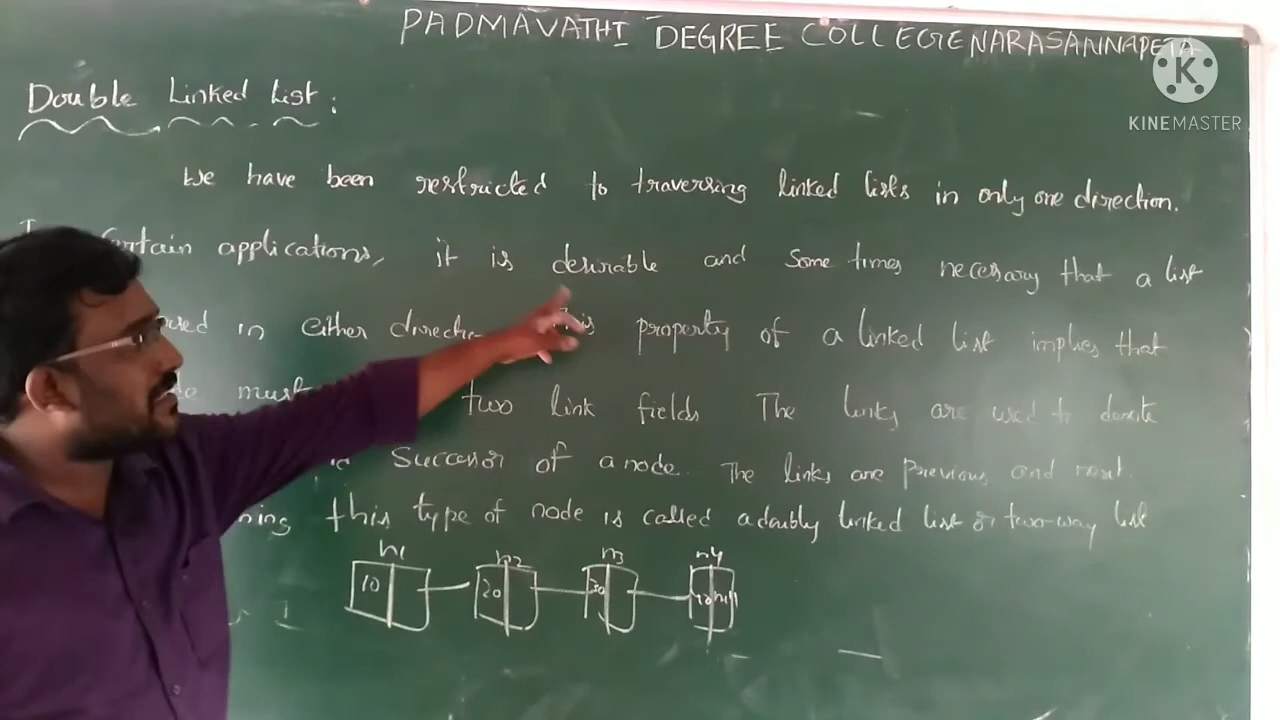 PADMAVATHI DEGREE COLLEGE NARASANNAPETA
K
KINEMASTER
Double Linked List:
We have been restricted to traversing linked lists in only one direction.
Certain applications, it is desirable and some times necessary that a list
in either direc This property of a linked list implies that
must two link fields The links are used to denote
Successor of a node. The links are Previous and next.
ning this type of node is called a doubly linked list or two-way list
n1 n2 n3 n4
10 20 30 40 null